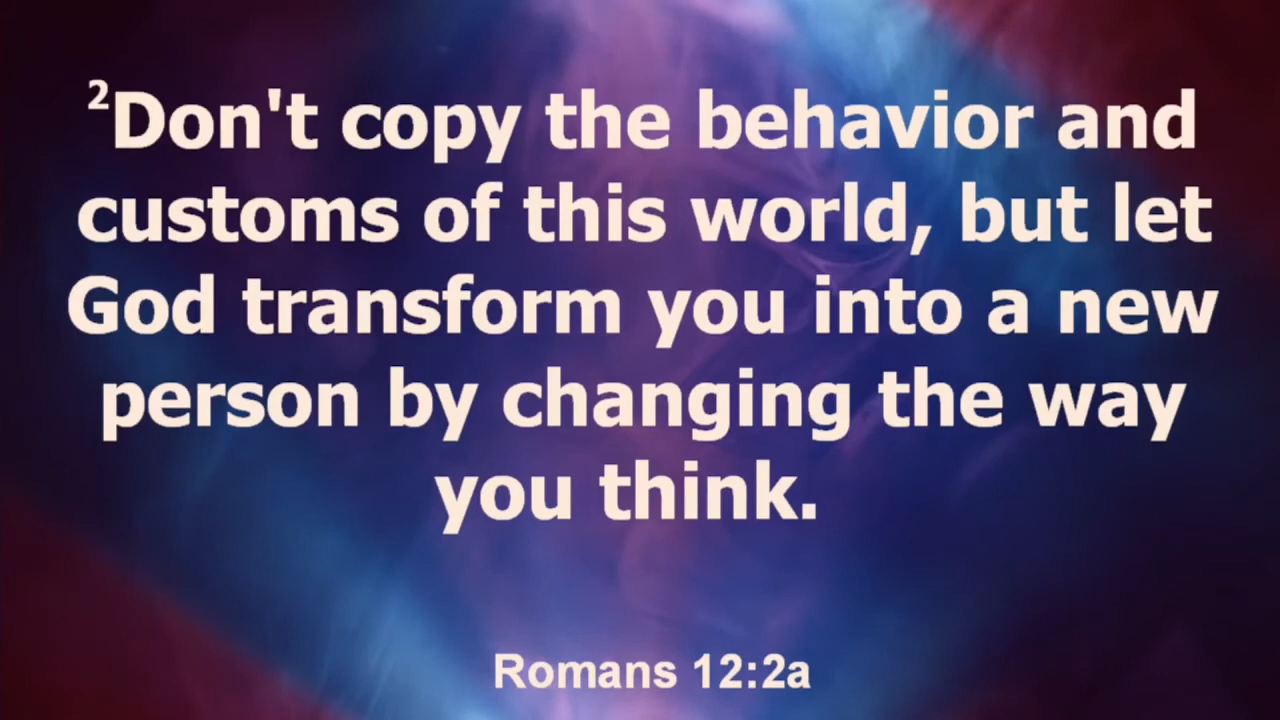 ²Don't copy the behavior and
customs of this world, but let
God transform you into a new
person by changing the way
you think.
Romans 12:2a